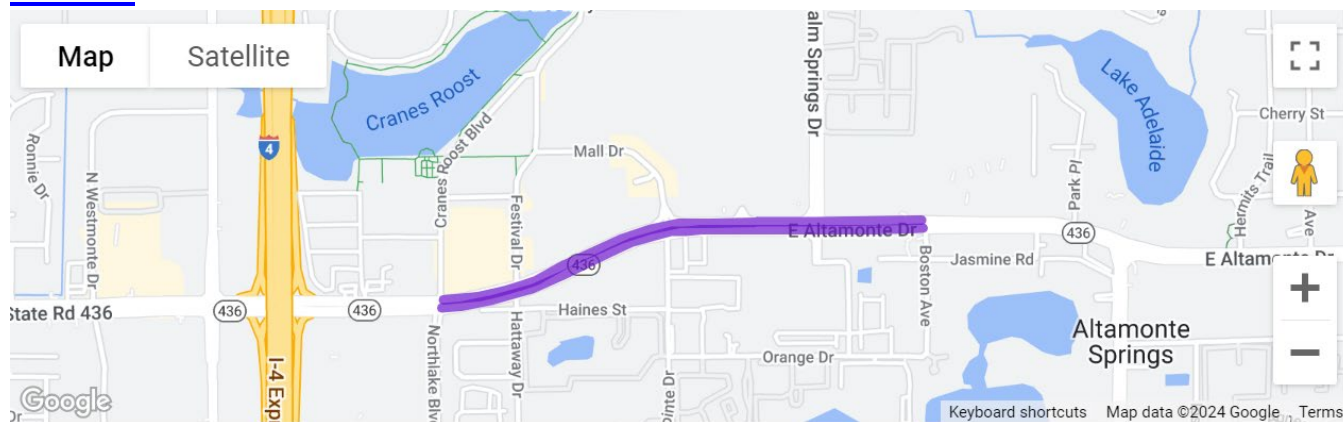 Map
Satellite
Cranes Roost
Cranes Roost Blvd
4
Ronnie Dr
N Westmonte Dr
Mall Dr
Festival Dr
alm Springs Dr
Lake Adelaide
Cherry St
Hermits Trail
Ave
Park Pl
E Altamonte Dr
436
436
Jasmine Rd
Boston Ave
State Rd 436
436
436
Haines St
Northlake Blv
Hattaway Dr
Orange Dr
ointe Dr
I-4 Exp
Altamonte
Springs
Dr
Google
Keyboard shortcuts
Map data ©2024 Google
Terms